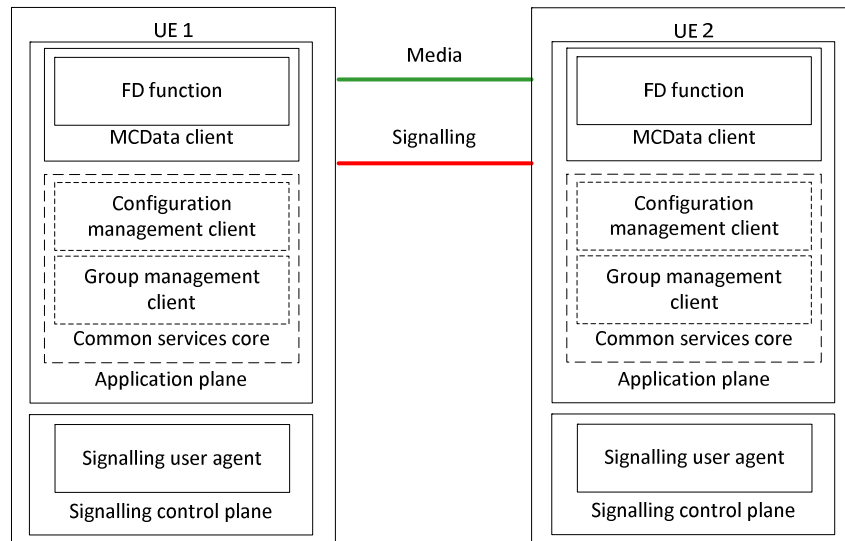 UE 1
FD function
MCData client
Configuration
management client
Group management
client
Common services core
Application plane
Signalling user agent
Signalling control plane
Media
Signalling
UE 2
FD function
MCData client
Configuration
management client
Group management
client
Common services core
Application plane
Signalling user agent
Signalling control plane